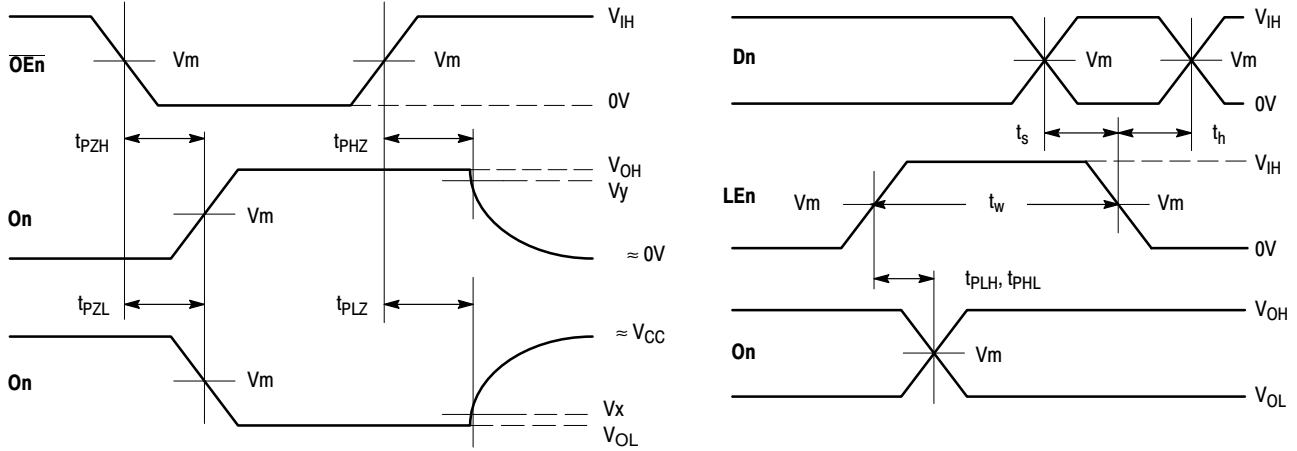 V_IH
OEn
Vm
Vm
0V
t_PZH
t_PHZ
V_OH
Vy
On
Vm
≈ 0V
t_PZL
t_PLZ
≈ V_CC
On
Vm
Vx
V_OL
V_IH
Dn
Vm
Vm
0V
t_s
t_h
V_IH
LEn
Vm
t_w
Vm
0V
t_PLH, t_PHL
V_OH
On
Vm
V_OL